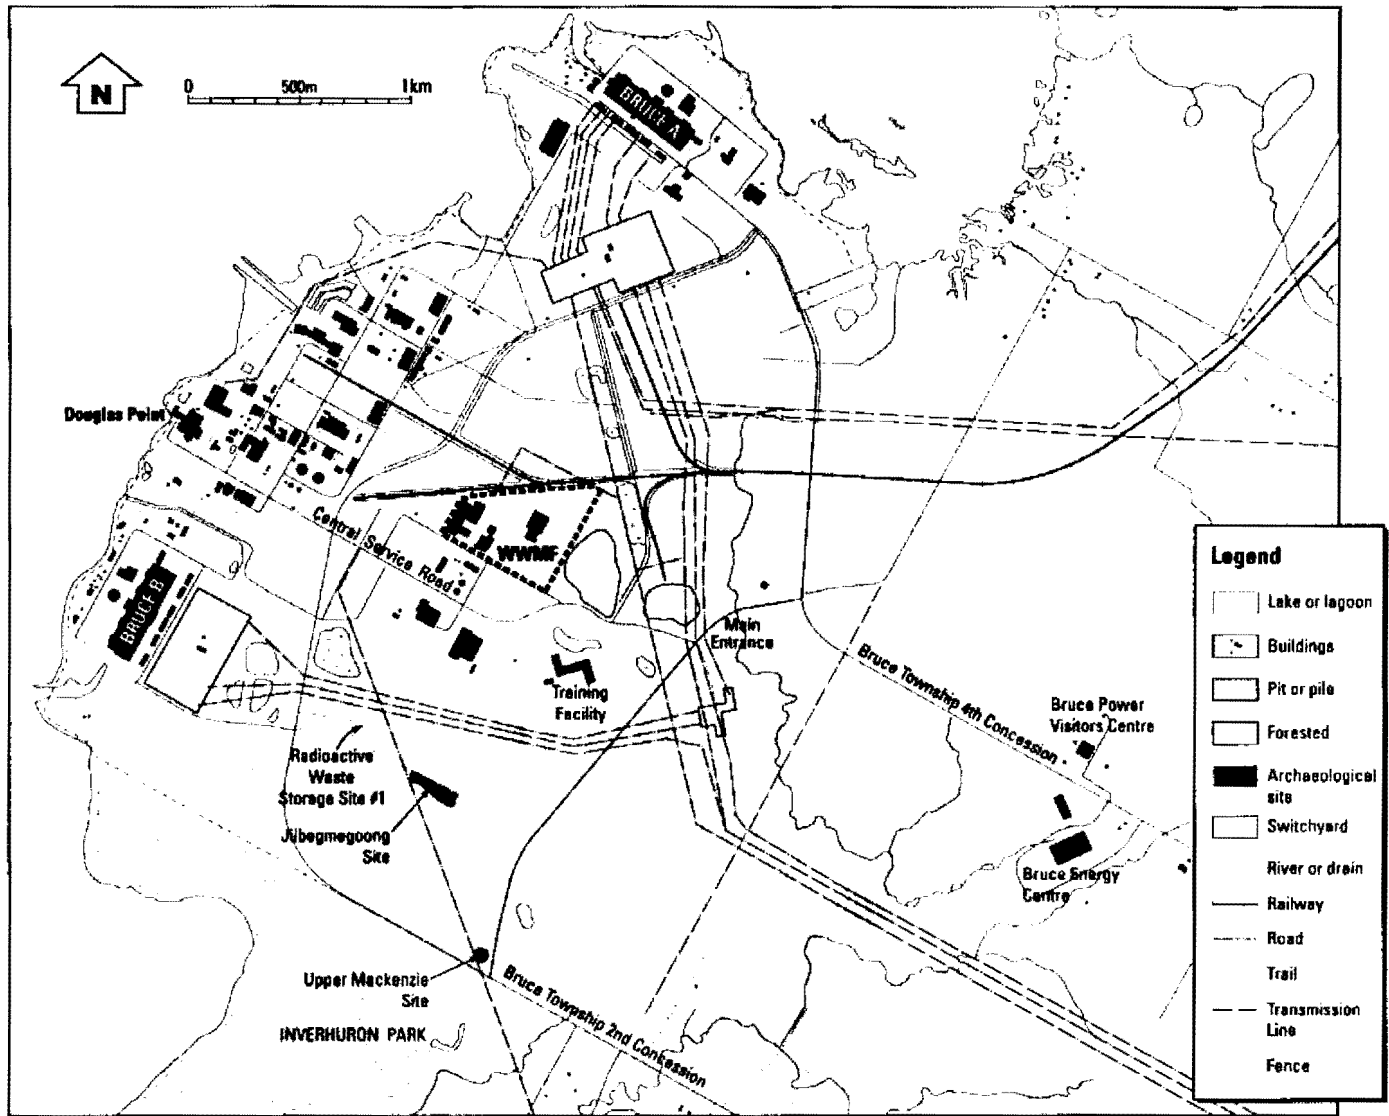 N
0 500m 1km
BRUCE A
Douglas Point
Central Service Road
WWMF
BRUCE B
Main
Entrance
Training
Facility
Bruce Township 4th Concession
Bruce Power
Visitors Centre
Radioactive
Waste
Storage Site #1
Jiibegmegoong
Site
Bruce Energy
Centre
Upper Mackenzie
Site
INVERHURON PARK
Bruce Township 2nd Concession
Legend
Lake or lagoon
Buildings
Pit or pile
Forested
Archaeological
site
Switchyard
River or drain
Railway
Road
Trail
Transmission
Line
Fence